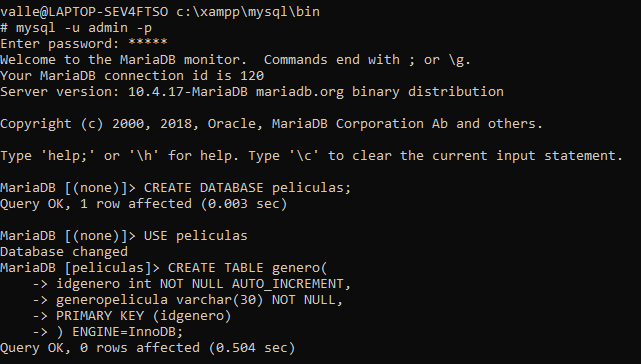 valle@LAPTOP-SEV4FTSO c:\xampp\mysql\bin
# mysql -u admin -p
Enter password: *****
Welcome to the MariaDB monitor.  Commands end with ; or \g.
Your MariaDB connection id is 120
Server version: 10.4.17-MariaDB mariadb.org binary distribution

Copyright (c) 2000, 2018, Oracle, MariaDB Corporation Ab and others.

Type 'help;' or '\h' for help. Type '\c' to clear the current input statement.

MariaDB [(none)]> CREATE DATABASE peliculas;
Query OK, 1 row affected (0.003 sec)

MariaDB [(none)]> USE peliculas
Database changed
MariaDB [peliculas]> CREATE TABLE genero(
    -> idgenero int NOT NULL AUTO_INCREMENT,
    -> generopelicula varchar(30) NOT NULL,
    -> PRIMARY KEY (idgenero)
    -> ) ENGINE=InnoDB;
Query OK, 0 rows affected (0.504 sec)